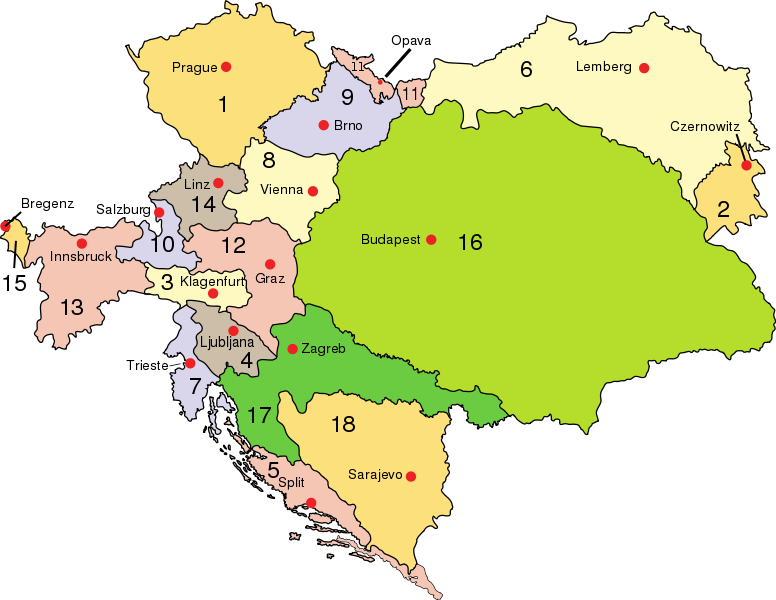 Opava
11
6
Prague
Lemberg
9
11
1
Brno
Czernowitz
8
Linz
Vienna
Bregenz
14
Salzburg
2
12
10
Budapest
16
Innsbruck
15
3
Klagenfurt
Graz
13
Ljubljana
Zagreb
Trieste
4
7
17
18
5
Split
Sarajevo